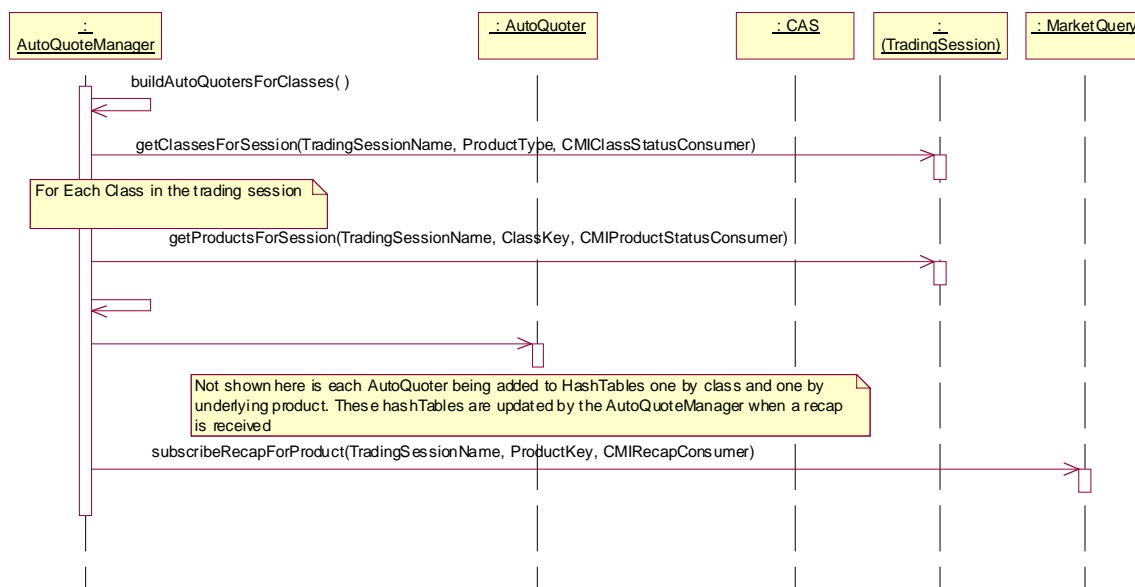 :
AutoQuoteManager
: AutoQuoter
: CAS
:
(TradingSession)
: MarketQuery
buildAutoQuotersForClasses( )
getClassesForSession(TradingSessionName, ProductType, CMIClassStatusConsumer)
For Each Class in the trading session
getProductsForSession(TradingSessionName, ClassKey, CMIProductStatusConsumer)
Not shown here is each AutoQuoter being added to HashTables one by class and one by
underlying product. These hashTables are updated by the AutoQuoteManager when a recap
is received
subscribeRecapForProduct(TradingSessionName, ProductKey, CMIRecapConsumer)